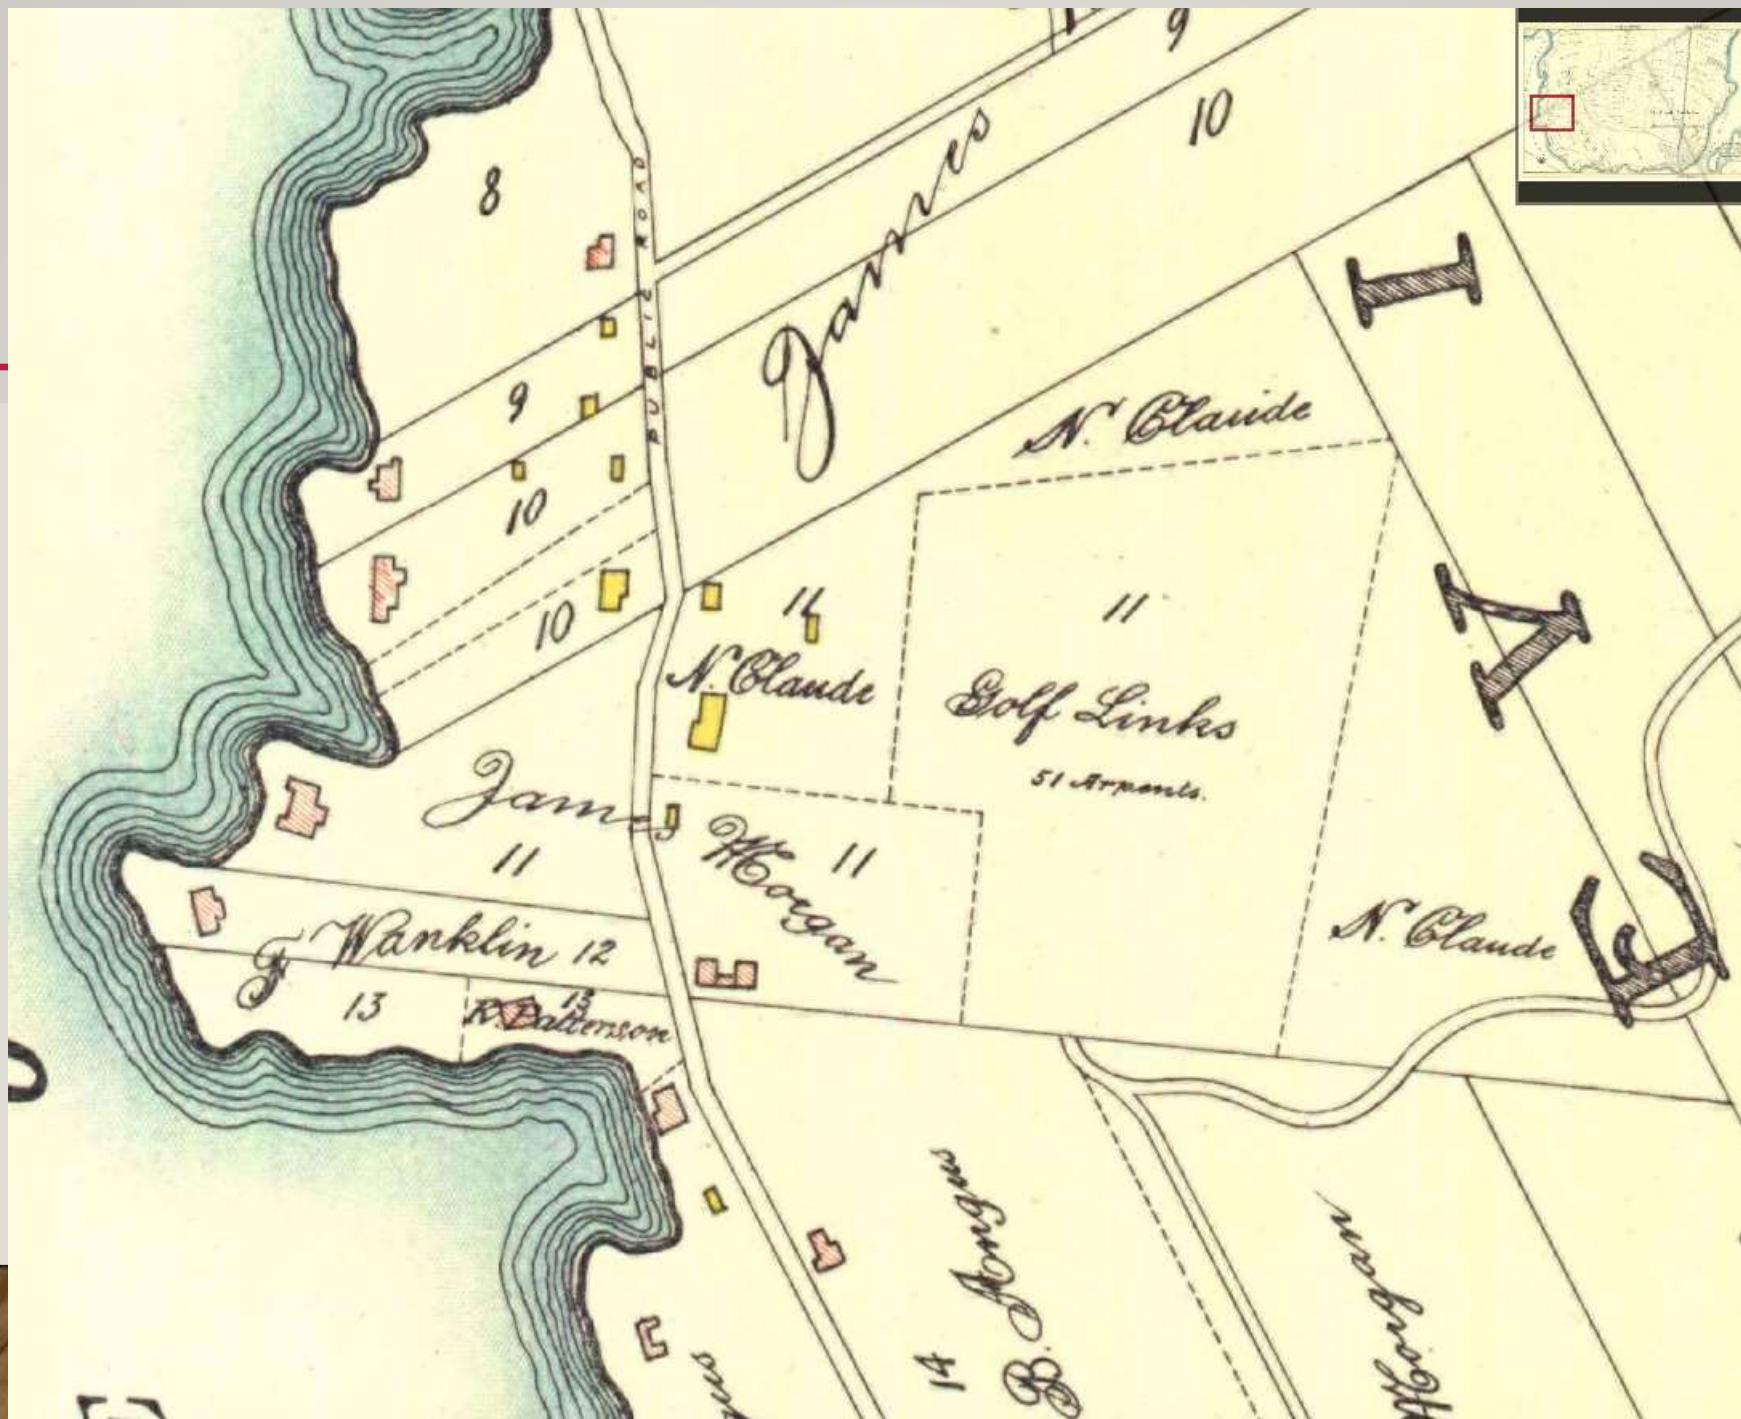 9
10
8
PUBLIC ROAD
James
I
9
N. Claude
10
10
11
11
V
N. Claude
Golf Links
51 Arpents.
James
11
Morgan
11
Wanklin 12
F
N. Claude
13
13
R. Patterson
B. Angus
14
Morgan